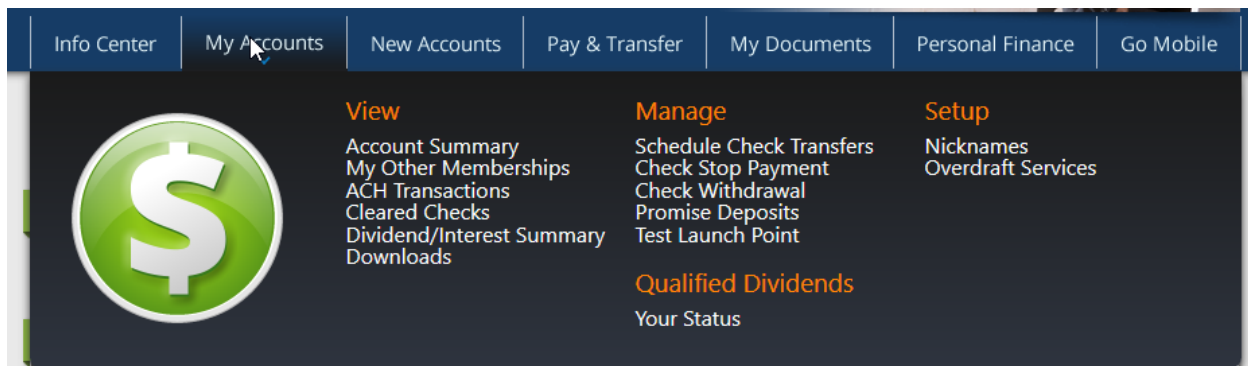 Info Center
My Accounts
New Accounts
Pay & Transfer
My Documents
Personal Finance
Go Mobile
View
Account Summary
My Other Memberships
ACH Transactions
Cleared Checks
Dividend/Interest Summary
Downloads
Manage
Schedule Check Transfers
Check Stop Payment
Check Withdrawal
Promise Deposits
Test Launch Point
Qualified Dividends
Your Status
Setup
Nicknames
Overdraft Services
$